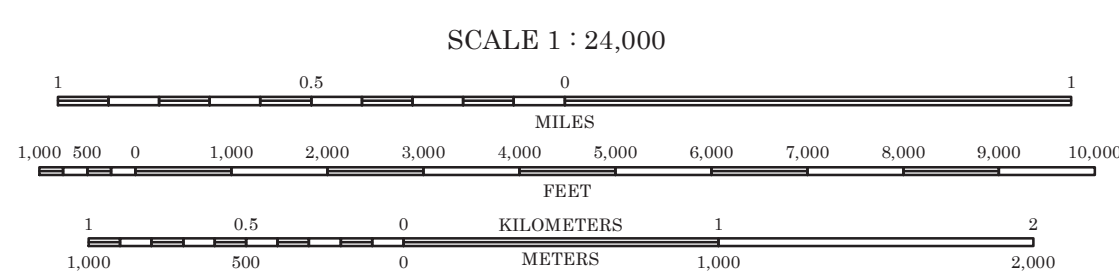 SCALE 1 : 24,000
1 0.5 0 1
MILES
1,000 500 0 1,000 2,000 3,000 4,000 5,000 6,000 7,000 8,000 9,000 10,000
FEET
1 0.5 0 KILOMETERS 1 2
1,000 500 0 METERS 1,000 2,000